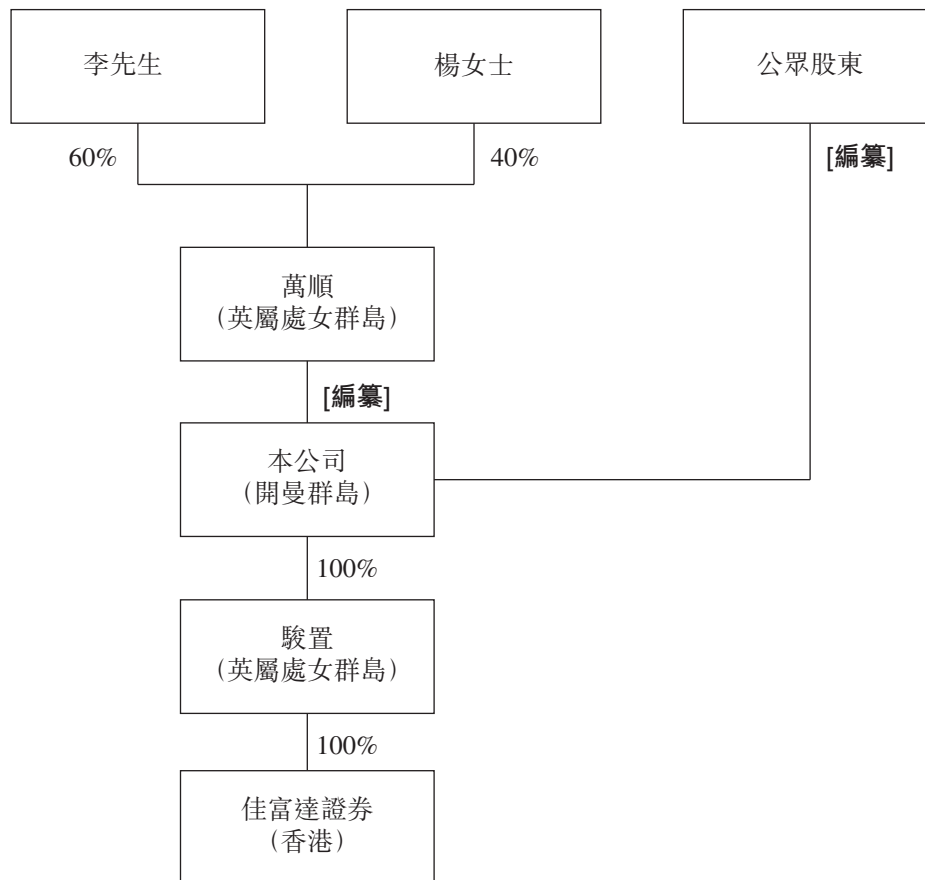 李先生
楊女士
公眾股東
60%
40%
[編纂]
萬順
（英屬處女群島）
[編纂]
本公司
（開曼群島）
100%
駿置
（英屬處女群島）
100%
佳富達證券
（香港）